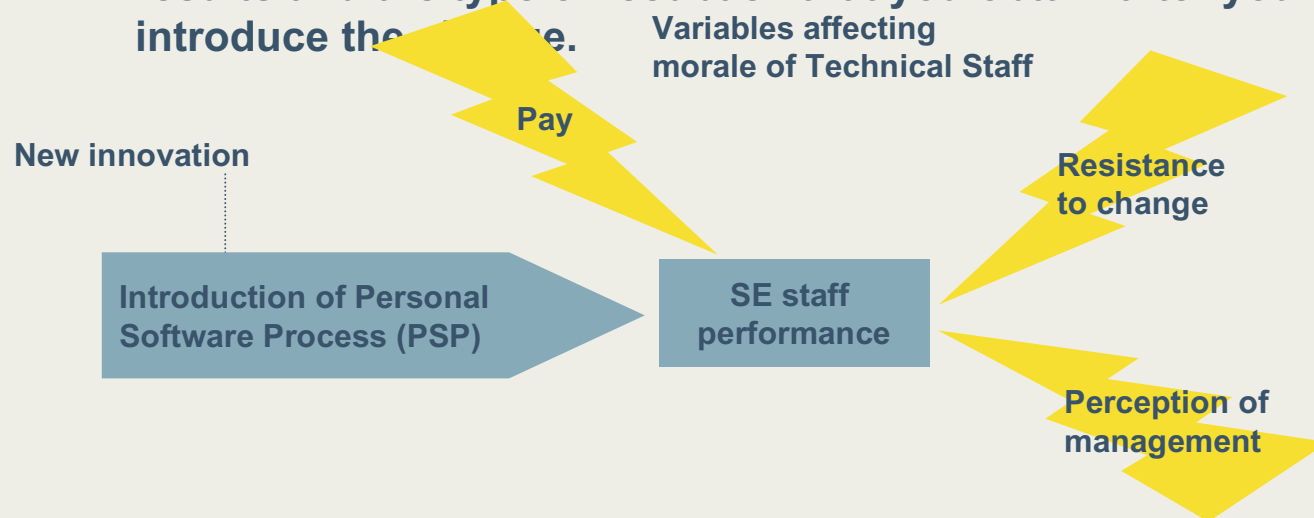 introduce the
Variables affecting
morale of Technical Staff
Pay
New innovation
Resistance
to change
Introduction of Personal
Software Process (PSP)
SE staff
performance
Perception of
management